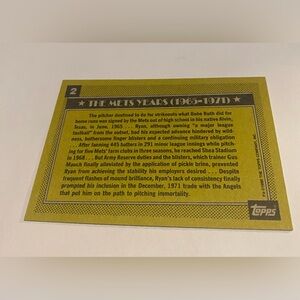 2
★ THE METS YEARS (1965-1971) ★
The pitcher destined to do for strikeouts what Babe Ruth did for
home runs was signed by the Mets out of high school in his native Alvin,
Texas, in June, 1965 . . . Ryan, although owning "a major league
fastball" from the outset, had his expected advance hindered by wild-
ness, bothersome finger blisters and a continuing military obligation
. . . After fanning 445 batters in 291 minor league innings while pitch-
ing for five Mets' farm clubs in three seasons, he reached Shea Stadium
in 1968 . . . But Army Reserve duties and the blisters, which trainer Gus
Mauch finally alleviated by the application of pickle brine, prevented
Ryan from achieving the stability his employers desired . . . Despite
frequent flashes of mound brilliance, Ryan's lack of consistency finally
prompted his inclusion in the December, 1971 trade with the Angels
that put him on the path to pitching immortality.
topps